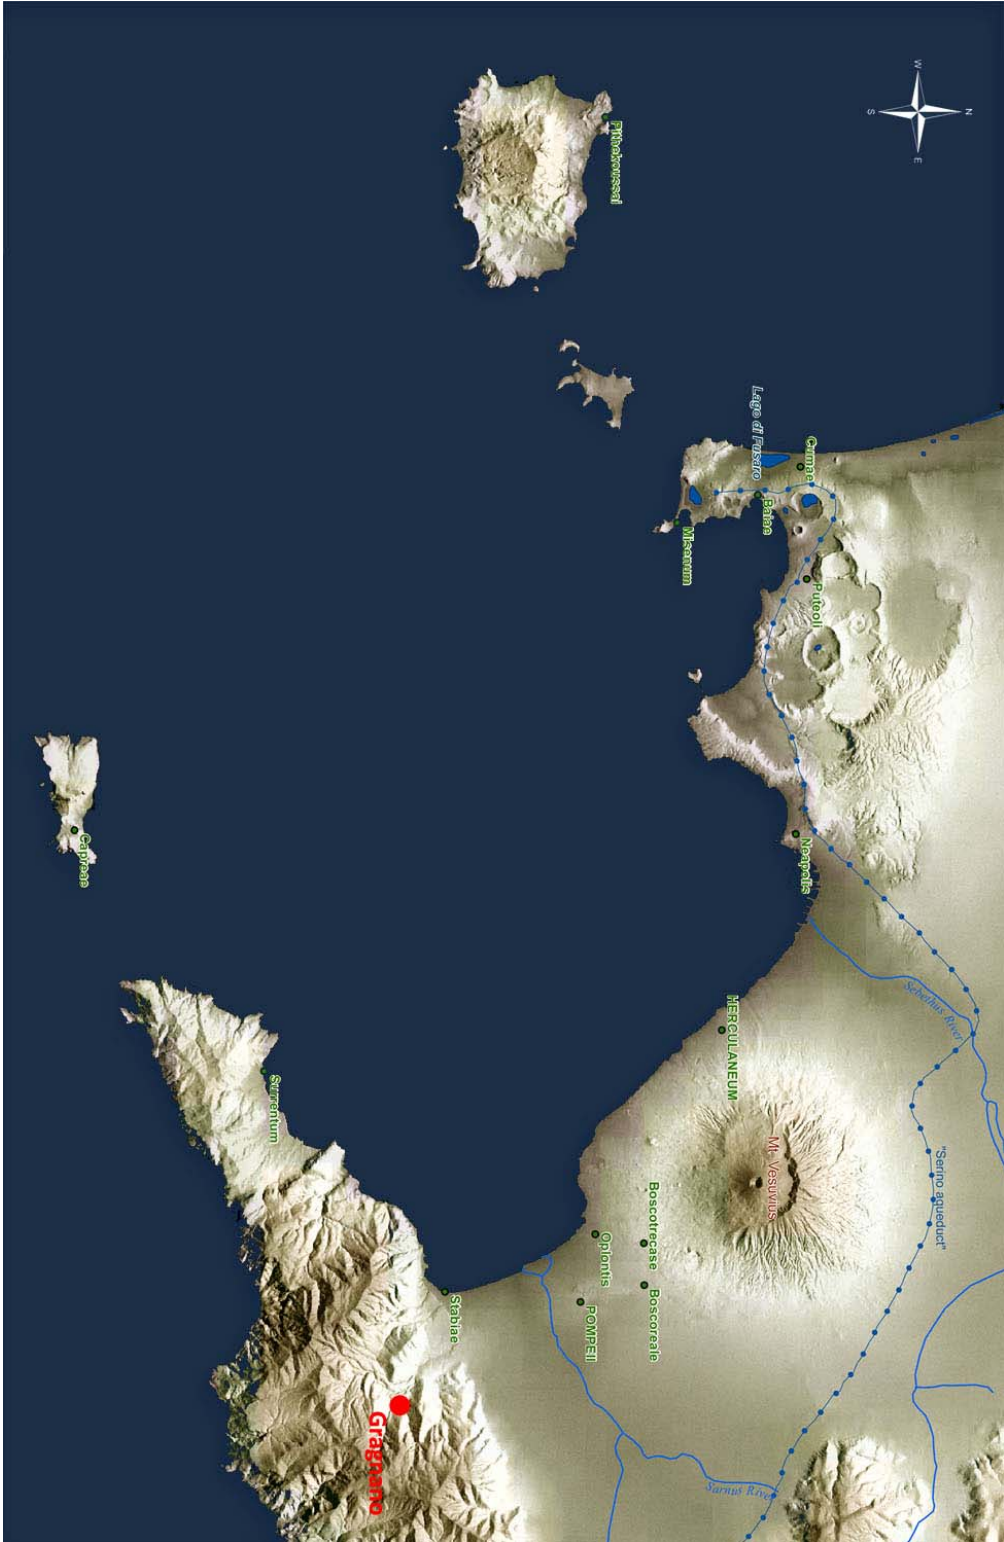 N
W
E
S
"Serino aqueduct"
Sebethus River
Cumae
Puteoli
Neapolis
Mt. Vesuvius
Baiae
Lago di Fusaro
Sarnus River
HERCULANEUM
Misenum
Boscotrecase
Boscoreale
Pithekoussai
Oplontis
POMPEII
Stabiae
Gragnano
Surrentum
Capreae